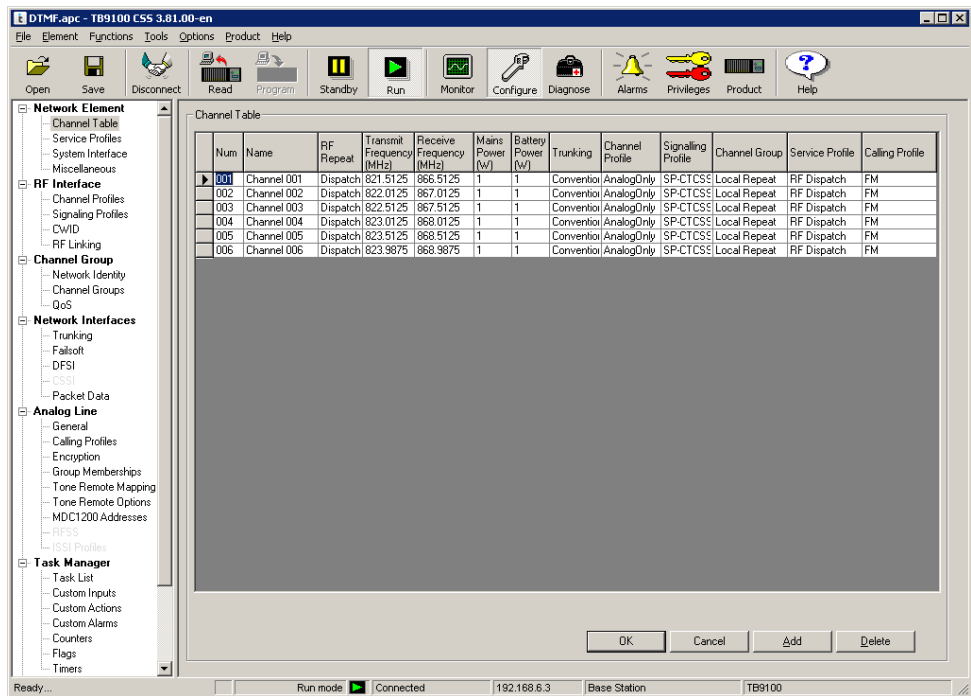 DTMF.apc - TB9100 CSS 3.81.00-en
File Element Functions Tools Options Product Help
Open Save Disconnect Read Program Standby Run Monitor Configure Diagnose Alarms Privileges Product Help
Network Element
Channel Table
Service Profiles
System Interface
Miscellaneous
RF Interface
Channel Profiles
Signaling Profiles
CWID
RF Linking
Channel Group
Network Identity
Channel Groups
QoS
Network Interfaces
Trunking
Failsoft
DFSI
CSSI
Packet Data
Analog Line
General
Calling Profiles
Encryption
Group Memberships
Tone Remote Mapping
Tone Remote Options
MDC1200 Addresses
RFSS
ISSI Profiles
Task Manager
Task List
Custom Inputs
Custom Actions
Custom Alarms
Counters
Flags
Timers
Channel Table
Num Name RF Repeat Transmit Frequency (MHz) Receive Frequency (MHz) Mains Power (W) Battery Power (W) Trunking Channel Profile Signalling Profile Channel Group Service Profile Calling Profile
001 Channel 001 Dispatch 821.5125 866.5125 1 1 Convention AnalogOnly SP-CTCSS Local Repeat RF Dispatch FM
002 Channel 002 Dispatch 822.0125 867.0125 1 1 Convention AnalogOnly SP-CTCSS Local Repeat RF Dispatch FM
003 Channel 003 Dispatch 822.5125 867.5125 1 1 Convention AnalogOnly SP-CTCSS Local Repeat RF Dispatch FM
004 Channel 004 Dispatch 823.0125 868.0125 1 1 Convention AnalogOnly SP-CTCSS Local Repeat RF Dispatch FM
005 Channel 005 Dispatch 823.5125 868.5125 1 1 Convention AnalogOnly SP-CTCSS Local Repeat RF Dispatch FM
006 Channel 006 Dispatch 823.9875 868.9875 1 1 Convention AnalogOnly SP-CTCSS Local Repeat RF Dispatch FM
OK Cancel Add Delete
Ready... Run mode Connected 192.168.6.3 Base Station TB9100